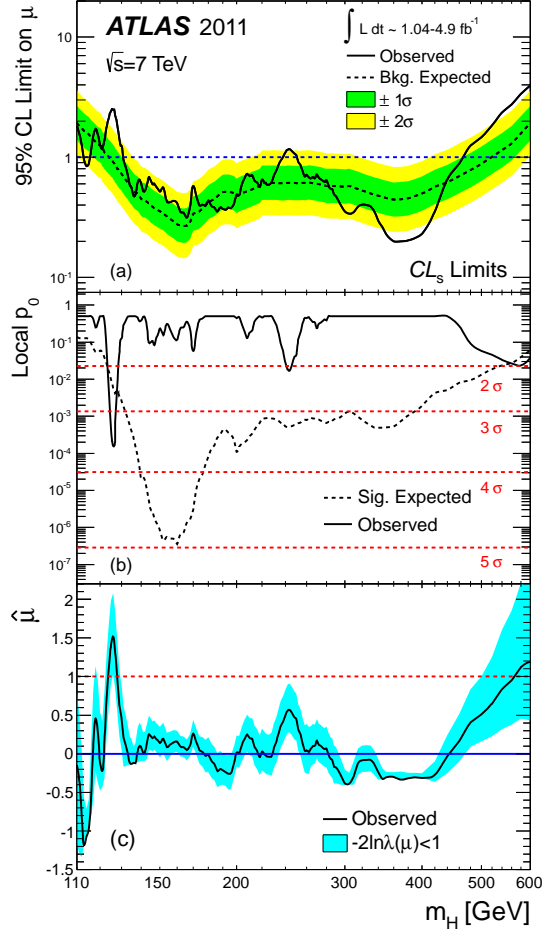 ATLAS 2011
∫ L dt ~ 1.04-4.9 fb⁻¹
√s=7 TeV
Observed
Bkg. Expected
± 1σ
± 2σ
95% CL Limit on μ
10
1
10⁻¹
(a)
CLₛ Limits
Local p₀
1
10⁻¹
10⁻²
10⁻³
10⁻⁴
10⁻⁵
10⁻⁶
10⁻⁷
2 σ
3 σ
4 σ
5 σ
Sig. Expected
Observed
(b)
μ̂
2
1.5
1
0.5
0
-0.5
-1
-1.5
(c)
Observed
-2lnλ(μ)<1
110 150 200 300 400 500 600
m_H [GeV]